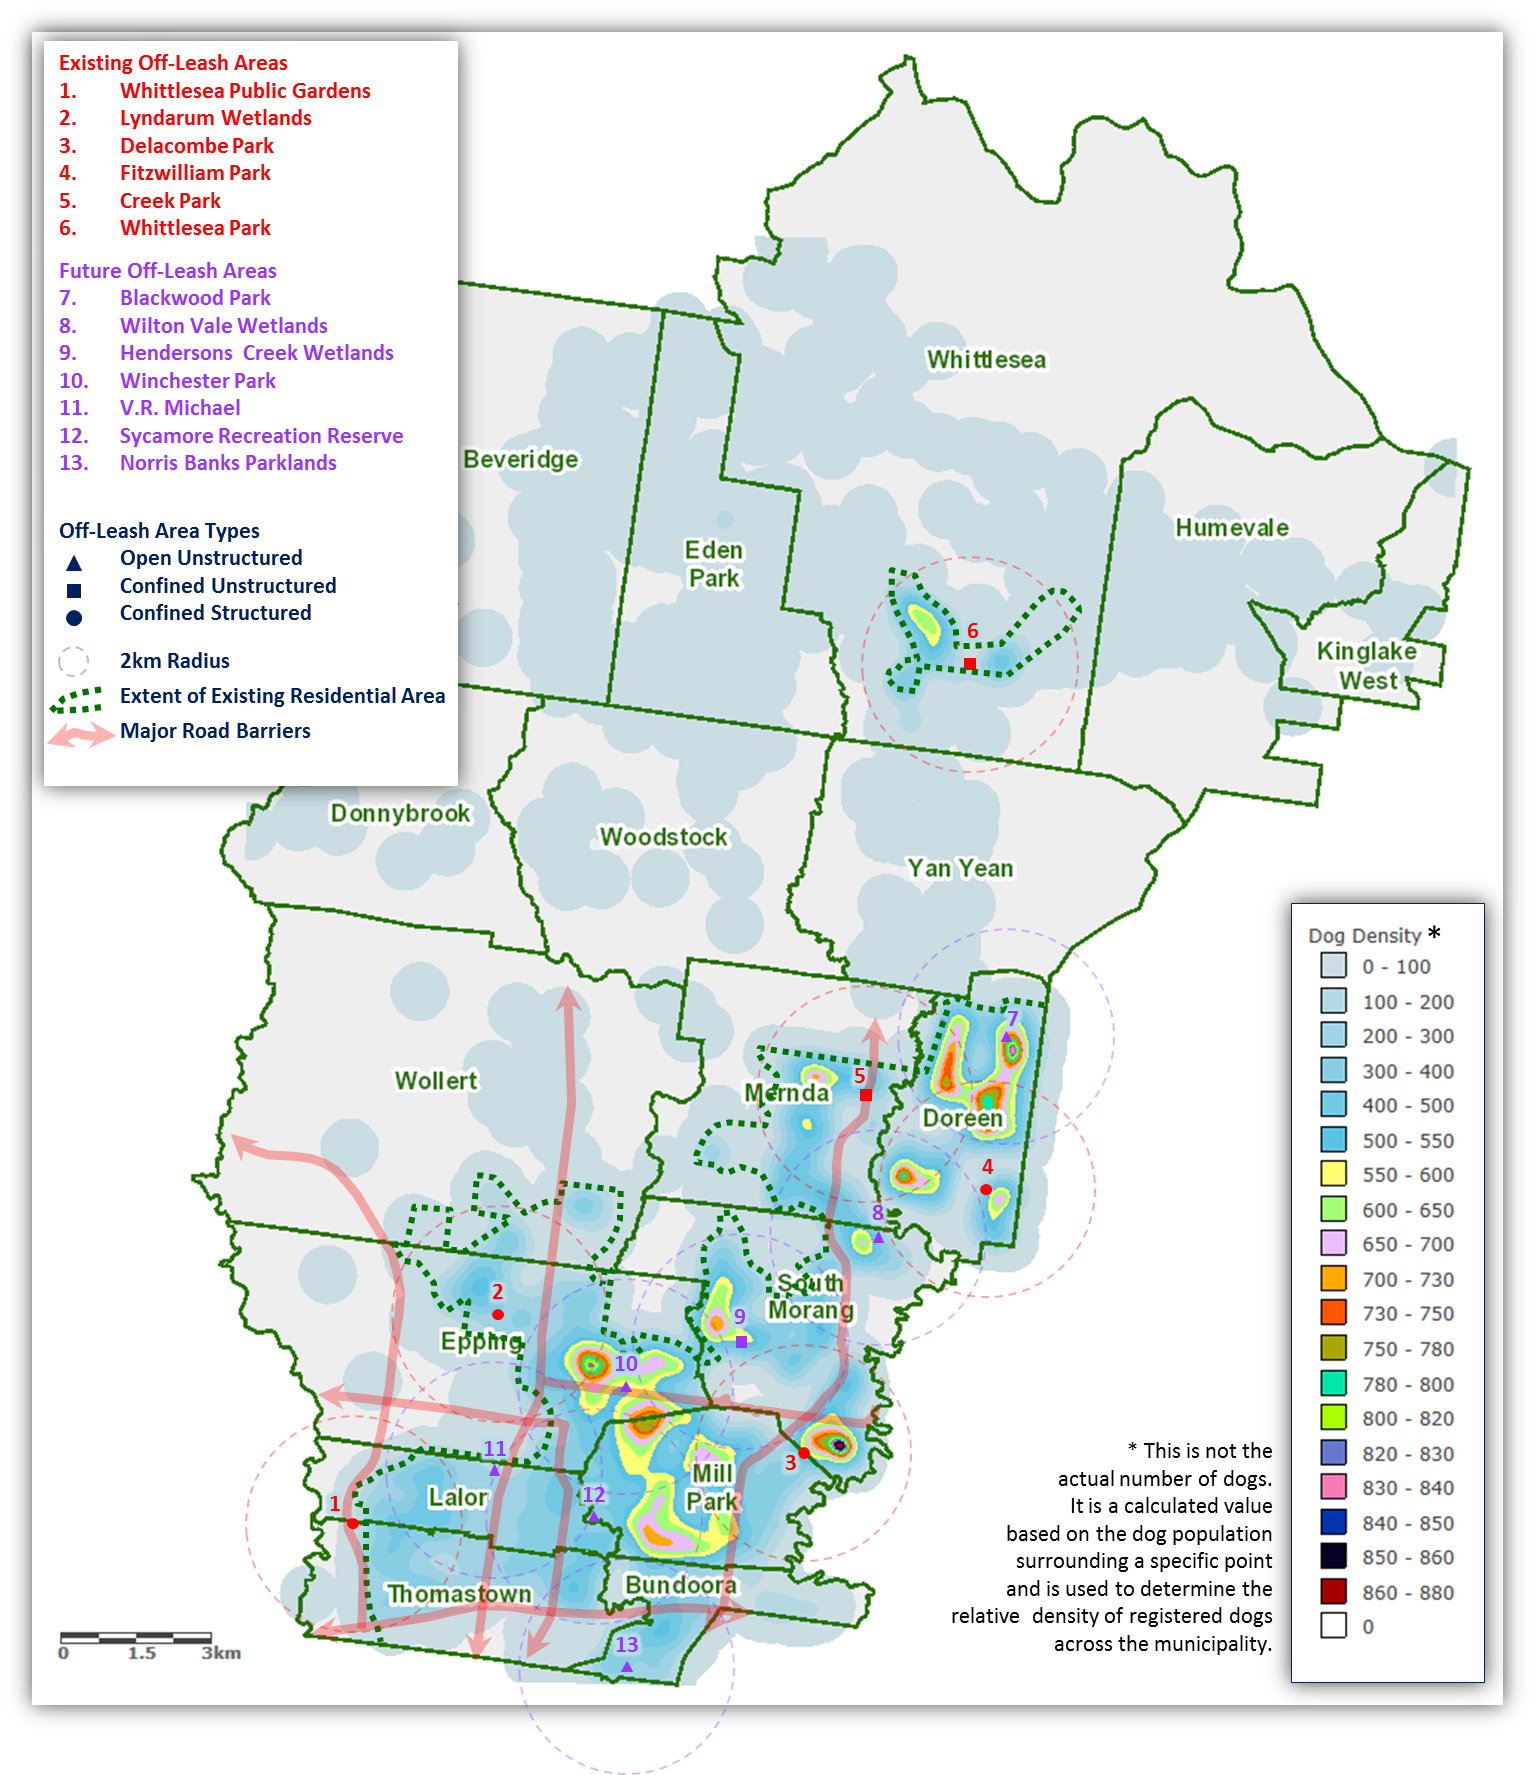 Existing Off-Leash Areas
1. Whittlesea Public Gardens
2. Lyndarum Wetlands
3. Delacombe Park
4. Fitzwilliam Park
5. Creek Park
6. Whittlesea Park
Future Off-Leash Areas
7. Blackwood Park
8. Wilton Vale Wetlands
9. Hendersons Creek Wetlands
10. Winchester Park
11. V.R. Michael
12. Sycamore Recreation Reserve
13. Norris Banks Parklands
Off-Leash Area Types
Open Unstructured
Confined Unstructured
Confined Structured
2km Radius
Extent of Existing Residential Area
Major Road Barriers
Whittlesea
Beveridge
Humevale
Eden
Park
6
Kinglake
West
Donnybrook
Woodstock
Yan Yean
7
Wollert
5
Mernda
Doreen
4
8
South
Morang
2
9
Epping
10
11
3
Mill
Park
Lalor
12
1
Thomastown
Bundoora
13
0 1.5 3km
Dog Density *
0 - 100
100 - 200
200 - 300
300 - 400
400 - 500
500 - 550
550 - 600
600 - 650
650 - 700
700 - 730
730 - 750
750 - 780
780 - 800
800 - 820
820 - 830
830 - 840
840 - 850
850 - 860
860 - 880
0
* This is not the
actual number of dogs.
It is a calculated value
based on the dog population
surrounding a specific point
and is used to determine the
relative density of registered dogs
across the municipality.